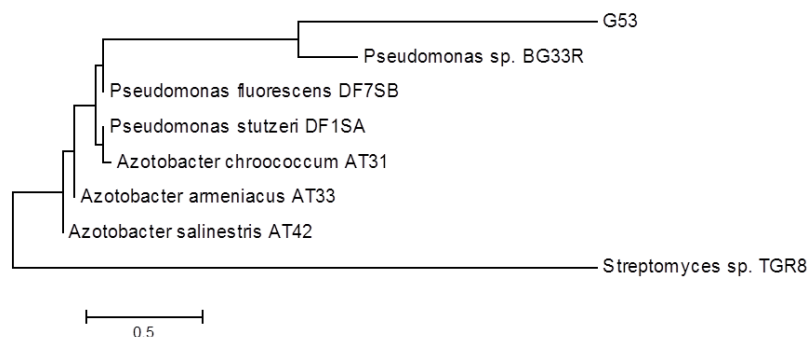 G53
Pseudomonas sp. BG33R
Pseudomonas fluorescens DF7SB
Pseudomonas stutzeri DF1SA
Azotobacter chroococcum AT31
Azotobacter armeniacus AT33
Azotobacter salinestris AT42
Streptomyces sp. TGR8
0.5